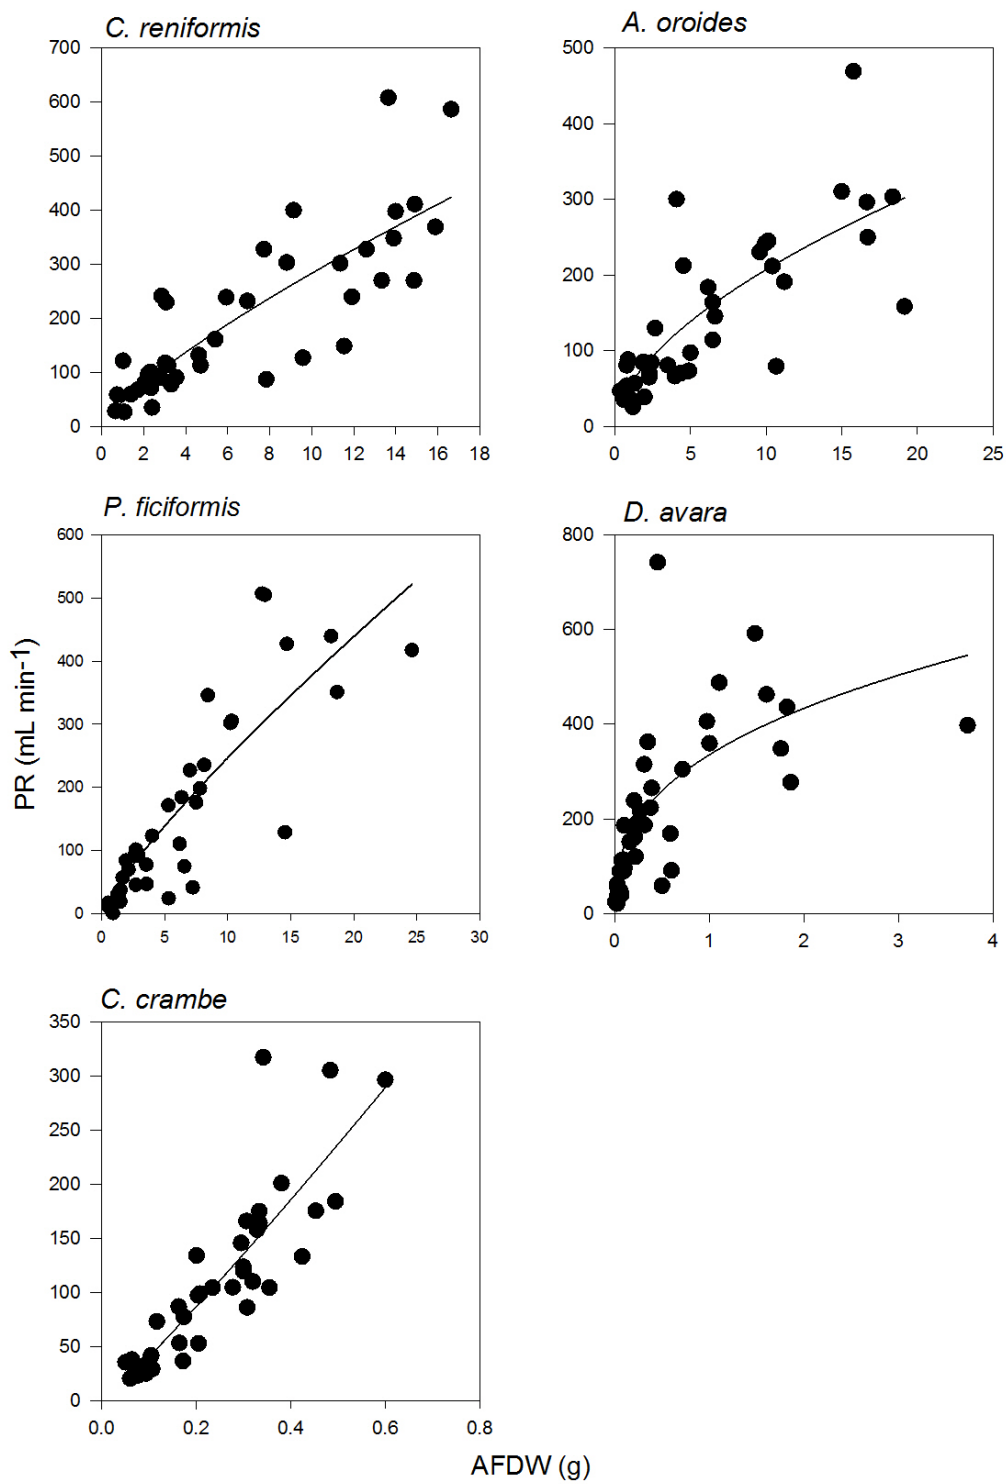 C. reniformis
A. oroides
700
600
500
400
300
200
100
0
0 2 4 6 8 10 12 14 16 18
500
400
300
200
100
0
0 5 10 15 20 25
P. ficiformis
D. avara
600
500
400
300
200
100
0
0 5 10 15 20 25 30
800
600
400
200
0
0 1 2 3 4
PR (mL min-1)
C. crambe
350
300
250
200
150
100
50
0
0.0 0.2 0.4 0.6 0.8
AFDW (g)